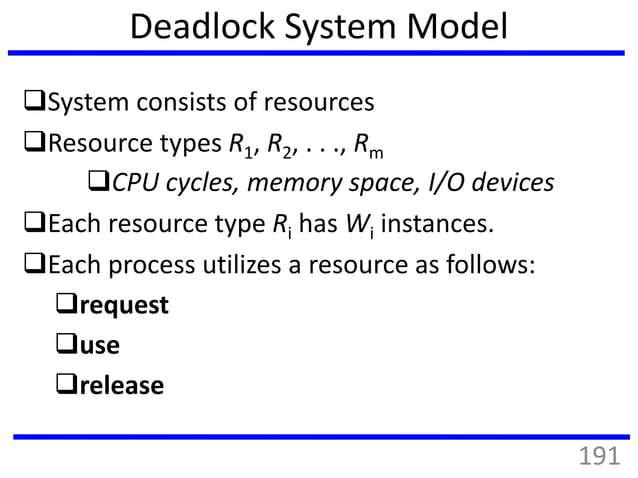 Deadlock System Model
❑System consists of resources
❑Resource types R1, R2, . . ., Rm
❑CPU cycles, memory space, I/O devices
❑Each resource type Ri has Wi instances.
❑Each process utilizes a resource as follows:
❑request
❑use
❑release
191